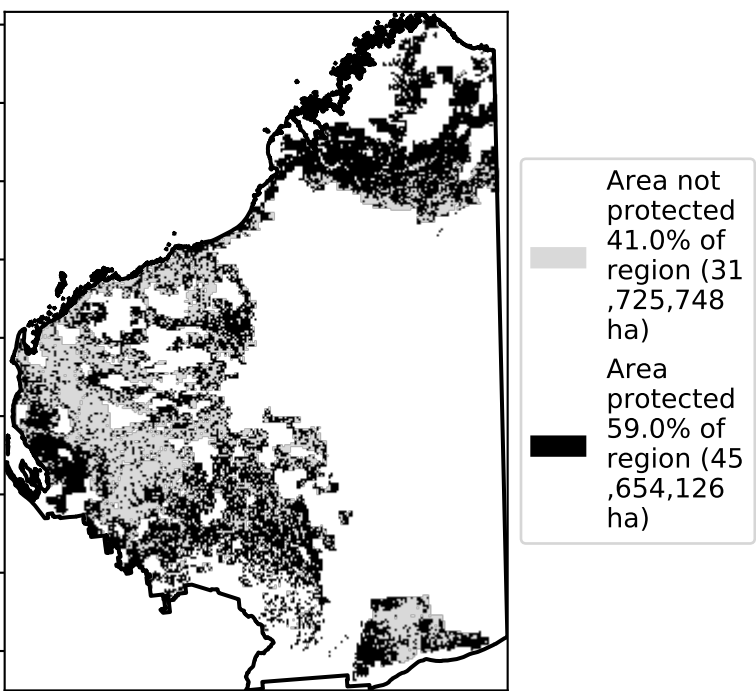 Area not
protected
41.0% of
region (31
,725,748
ha)
Area
protected
59.0% of
region (45
,654,126
ha)